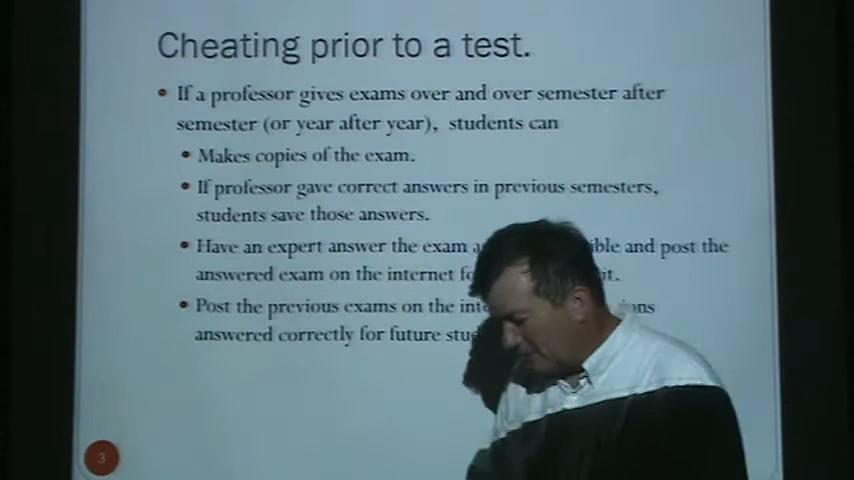 Cheating prior to a test.
• If a professor gives exams over and over semester after
semester (or year after year), students can
• Makes copies of the exam.
• If professor gave correct answers in previous semesters,
students save those answers.
• Have an expert answer the exam and post the
answered exam on the internet it.
• Post the previous exams on the
answered correctly for future
3